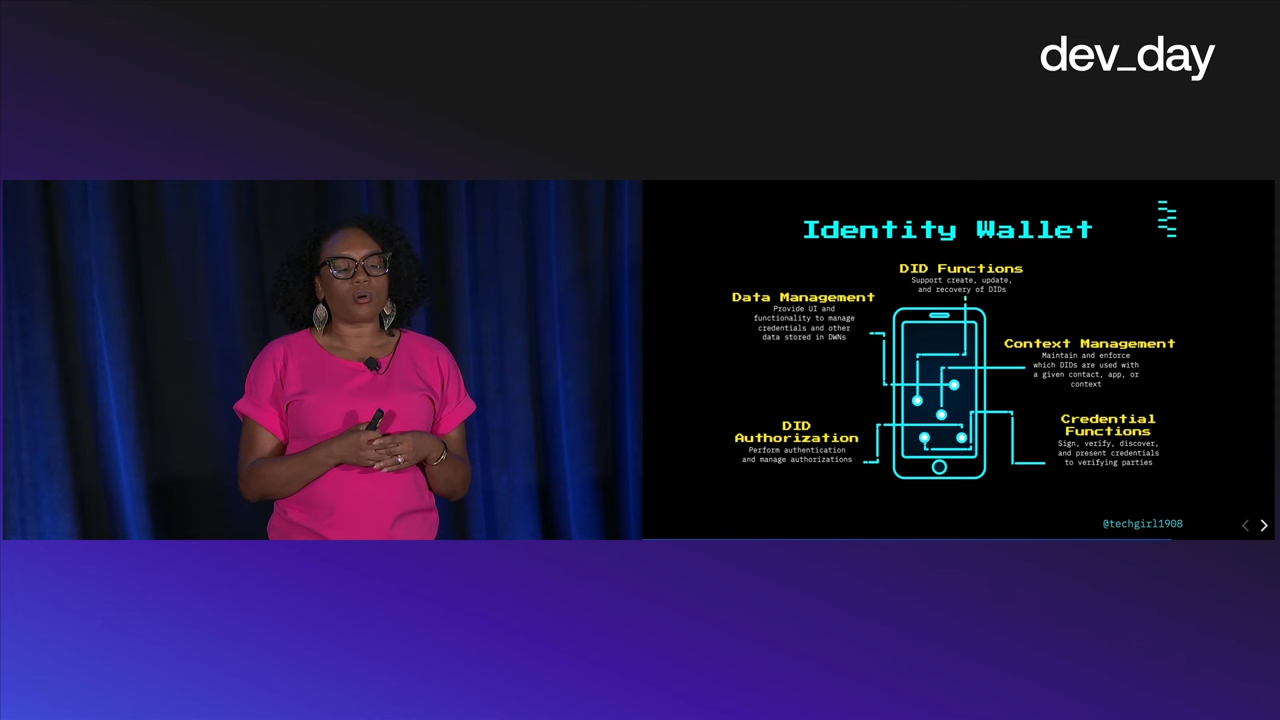 dev_day
Identity Wallet
DID Functions
Support create, update,
and recovery of DIDs
Data Management
Provide UI and
functionality to manage
credentials and other
data stored in DWNs
Context Management
Maintain and enforce
which DIDs are used with
a given contact, app, or
context
DID
Authorization
Perform authentication
and manage authorizations
Credential
Functions
Sign, verify, discover,
and present credentials
to verifying parties
@techgirl1908